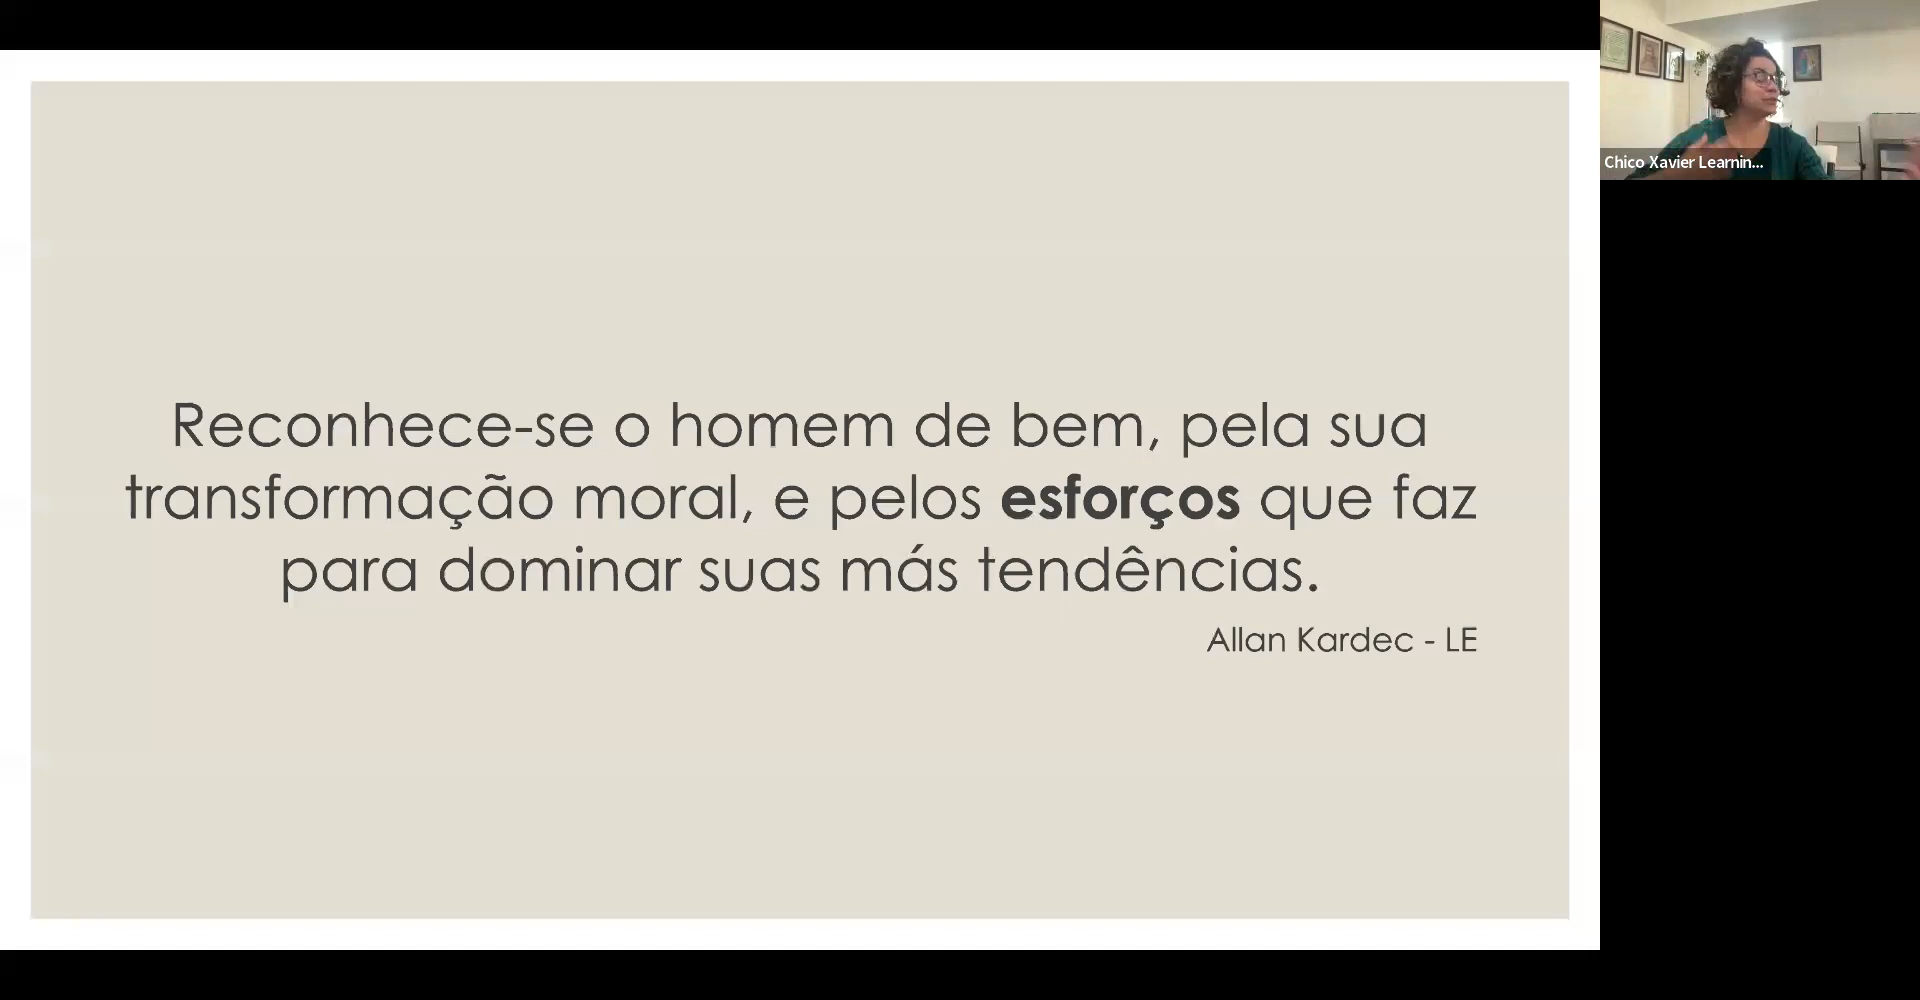 Reconhece-se o homem de bem, pela sua
transformação moral, e pelos esforços que faz
para dominar suas más tendências.
Allan Kardec - LE
Chico Xavier Learnin...